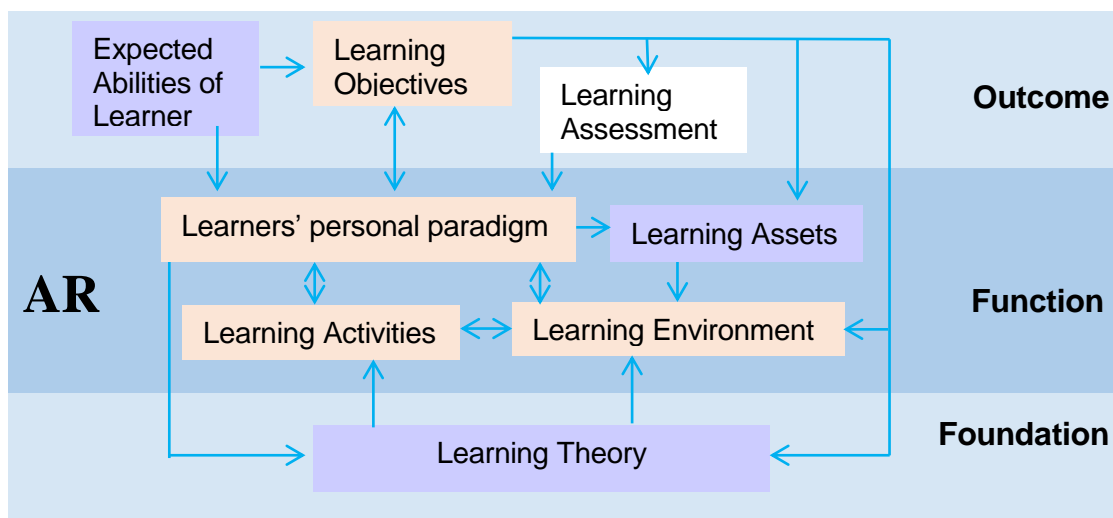 Expected
Abilities of
Learner
Learning
Objectives
Learning
Assessment
Outcome
Learners’ personal paradigm
Learning Assets
AR
Learning Activities
Learning Environment
Function
Learning Theory
Foundation